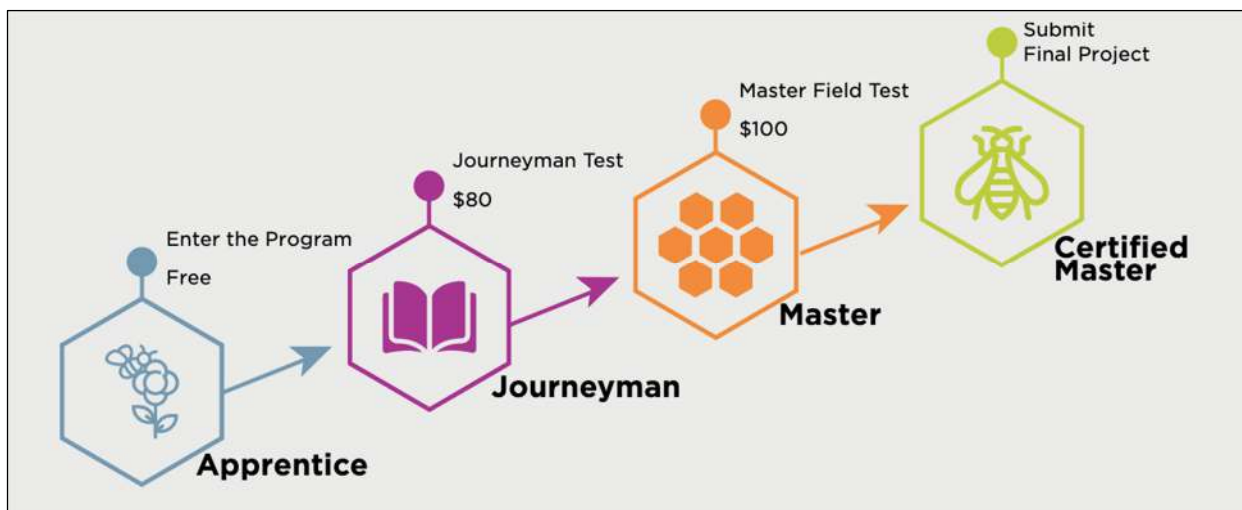 Enter the Program
Free
Apprentice
Journeyman Test
$80
Journeyman
Master Field Test
$100
Master
Submit
Final Project
Certified
Master